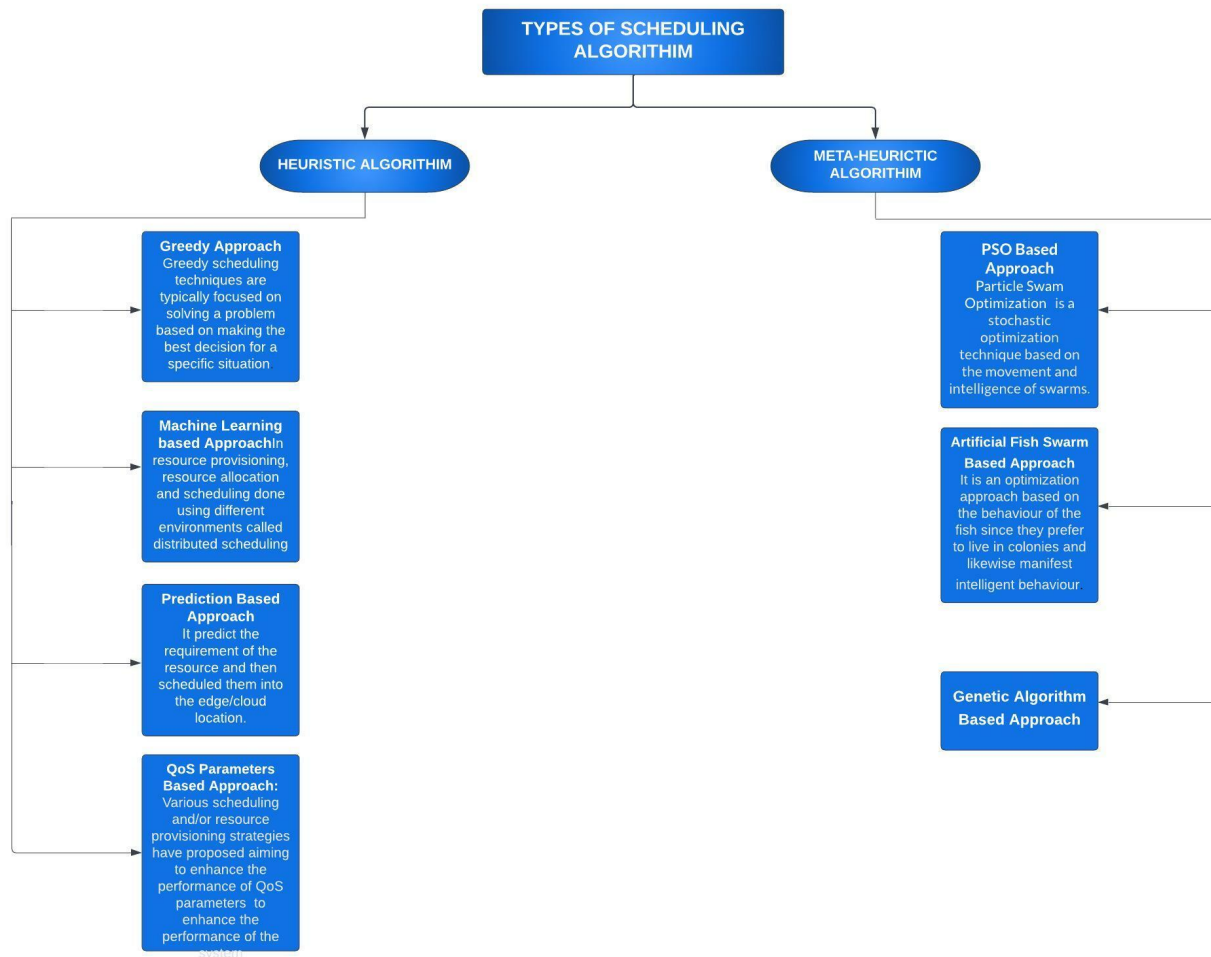 TYPES OF SCHEDULING
ALGORITHIM
HEURISTIC ALGORITHIM
META-HEURICTIC
ALGORITHIM
Greedy Approach
Greedy scheduling
techniques are
typically focused on
solving a problem
based on making the
best decision for a
specific situation.
Machine Learning
based ApproachIn
resource provisioning,
resource allocation
and scheduling done
using different
environments called
distributed scheduling
Prediction Based
Approach
It predict the
requirement of the
resource and then
scheduled them into
the edge/cloud
location.
QoS Parameters
Based Approach:
Various scheduling
and/or resource
provisioning strategies
have proposed aiming
to enhance the
performance of QoS
parameters to
enhance the
performance of the
system
PSO Based
Approach
Particle Swam
Optimization is a
stochastic
optimization
technique based on
the movement and
intelligence of swarms.
Artificial Fish Swarm
Based Approach
It is an optimization
approach based on
the behaviour of the
fish since they prefer
to live in colonies and
likewise manifest
intelligent behaviour.
Genetic Algorithm
Based Approach